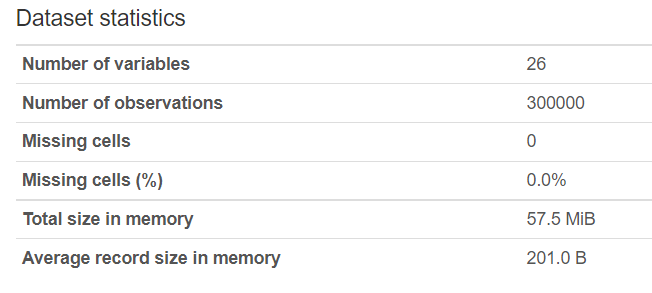 Dataset statistics
Number of variables 26
Number of observations 300000
Missing cells 0
Missing cells (%) 0.0%
Total size in memory 57.5 MiB
Average record size in memory 201.0 B